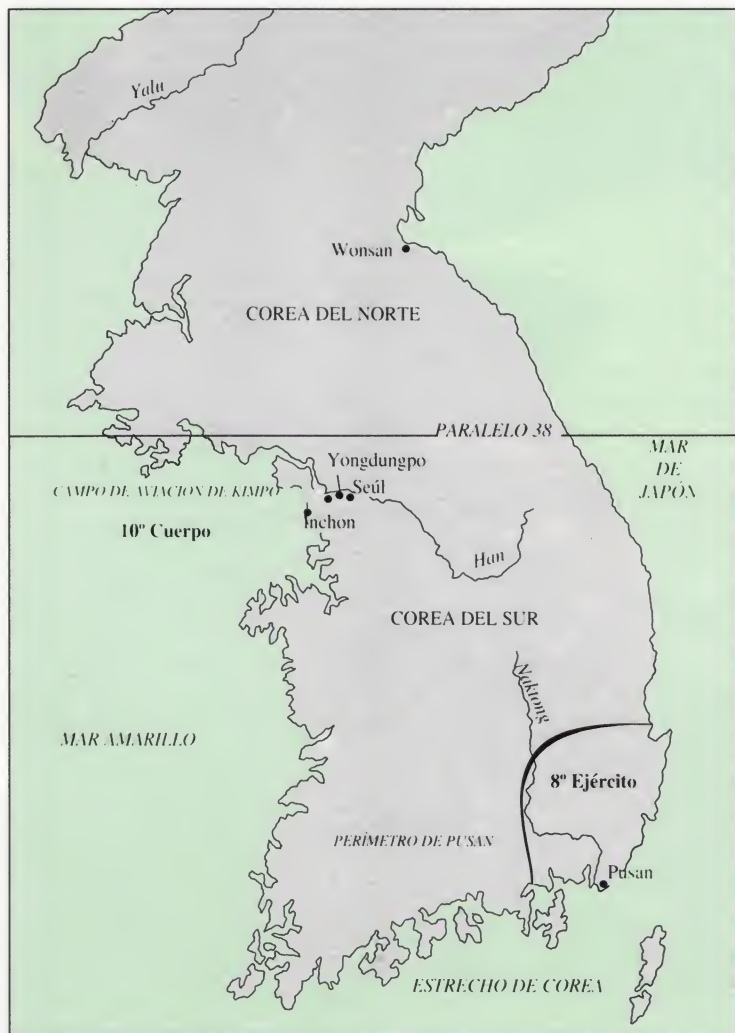 Yalu
Wonsan
COREA DEL NORTE
PARALELO 38
MAR
DE
JAPÓN
Yongdungpo
Seúl
CAMPO DE AVIACION DE KIMPO
Inchon
10º Cuerpo
Han
COREA DEL SUR
Naktong
MAR AMARILLO
8º Ejército
PERÍMETRO DE PUSAN
Pusan
ESTRECHO DE COREA